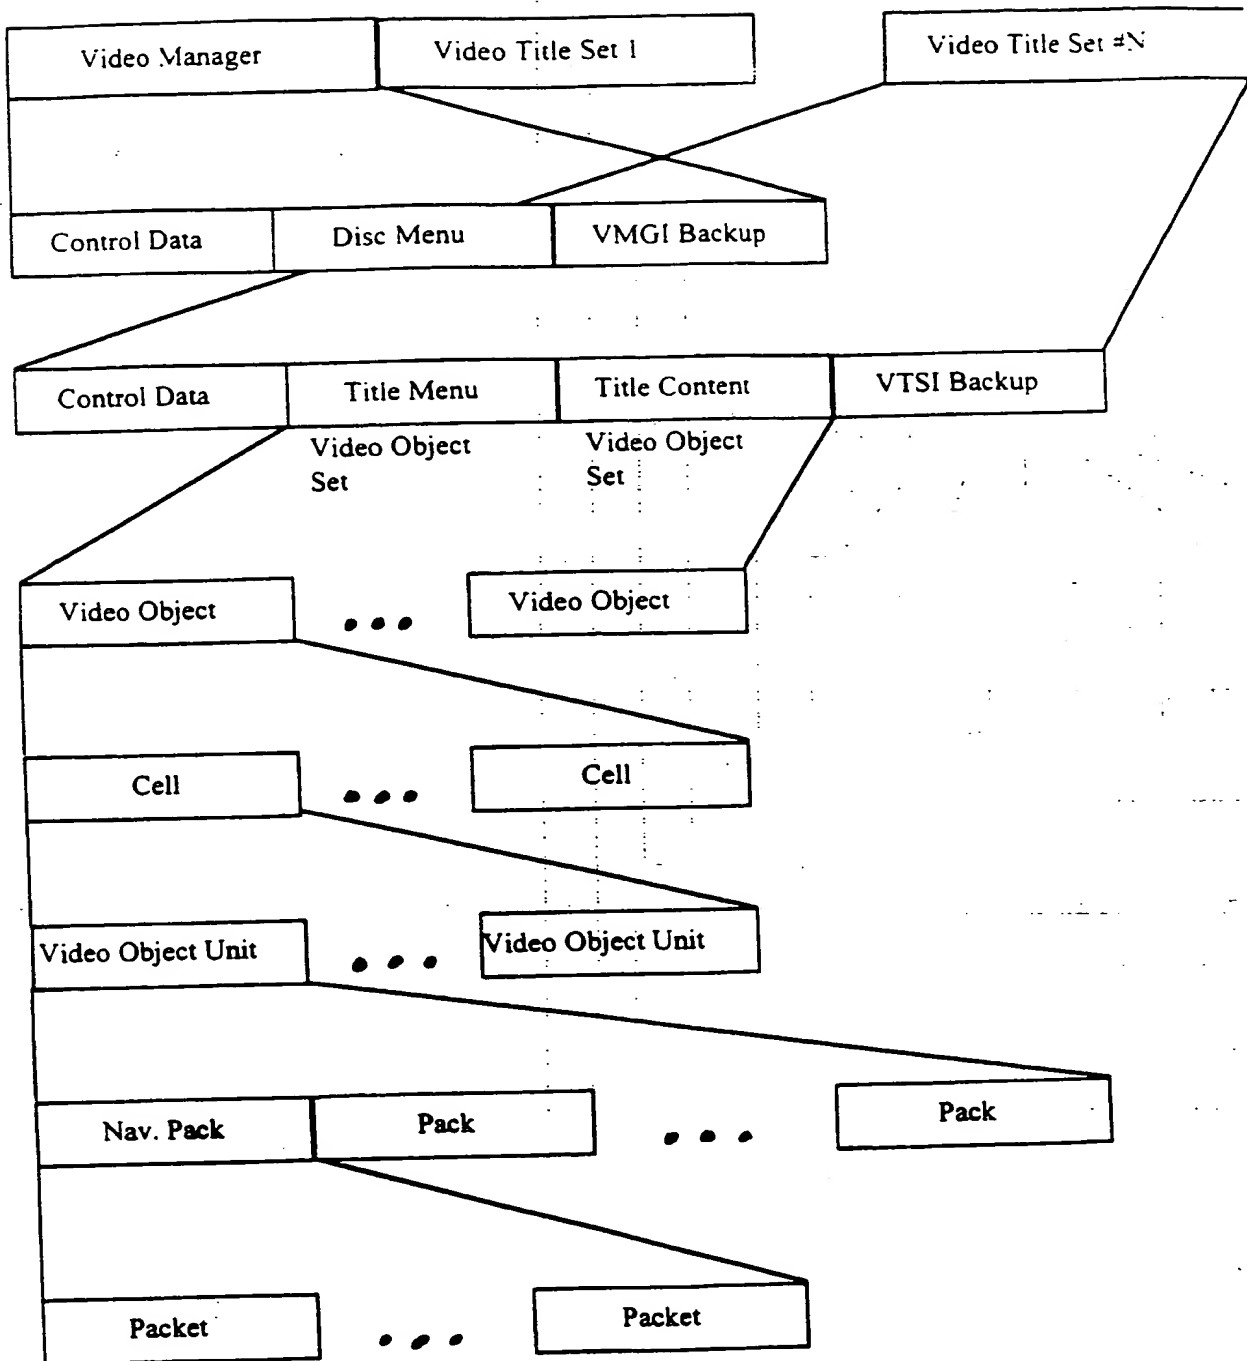 Video Manager
Video Title Set 1
Video Title Set #N
Control Data
Disc Menu
VMGI Backup
Control Data
Title Menu
Title Content
VTSI Backup
Video Object
Set
Video Object
Set
Video Object
Video Object
Cell
Cell
Video Object Unit
Video Object Unit
Nav. Pack
Pack
Pack
Packet
Packet